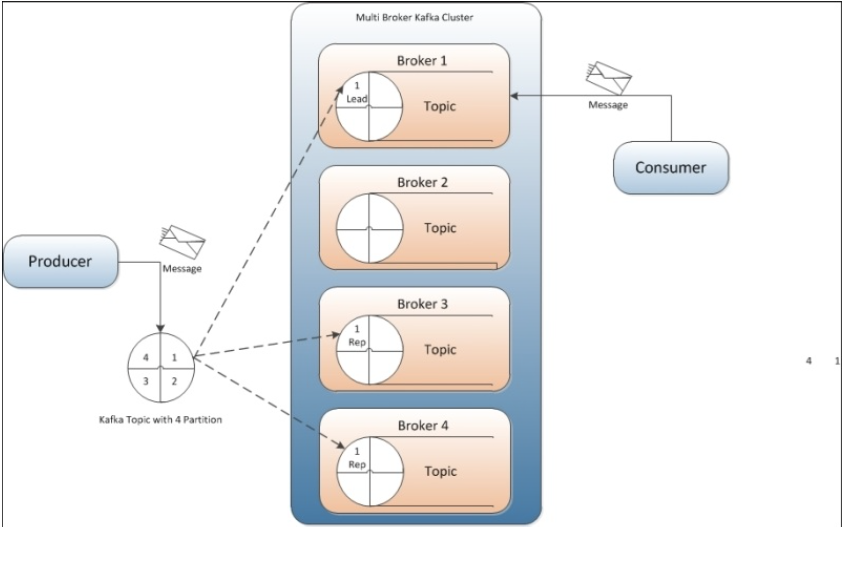 Multi Broker Kafka Cluster
Broker 1
1
Lead
Topic
Message
Consumer
Broker 2
Topic
Producer
Message
Broker 3
1
Rep
Topic
4 1
3 2
Kafka Topic with 4 Partition
4 1
Broker 4
1
Rep
Topic